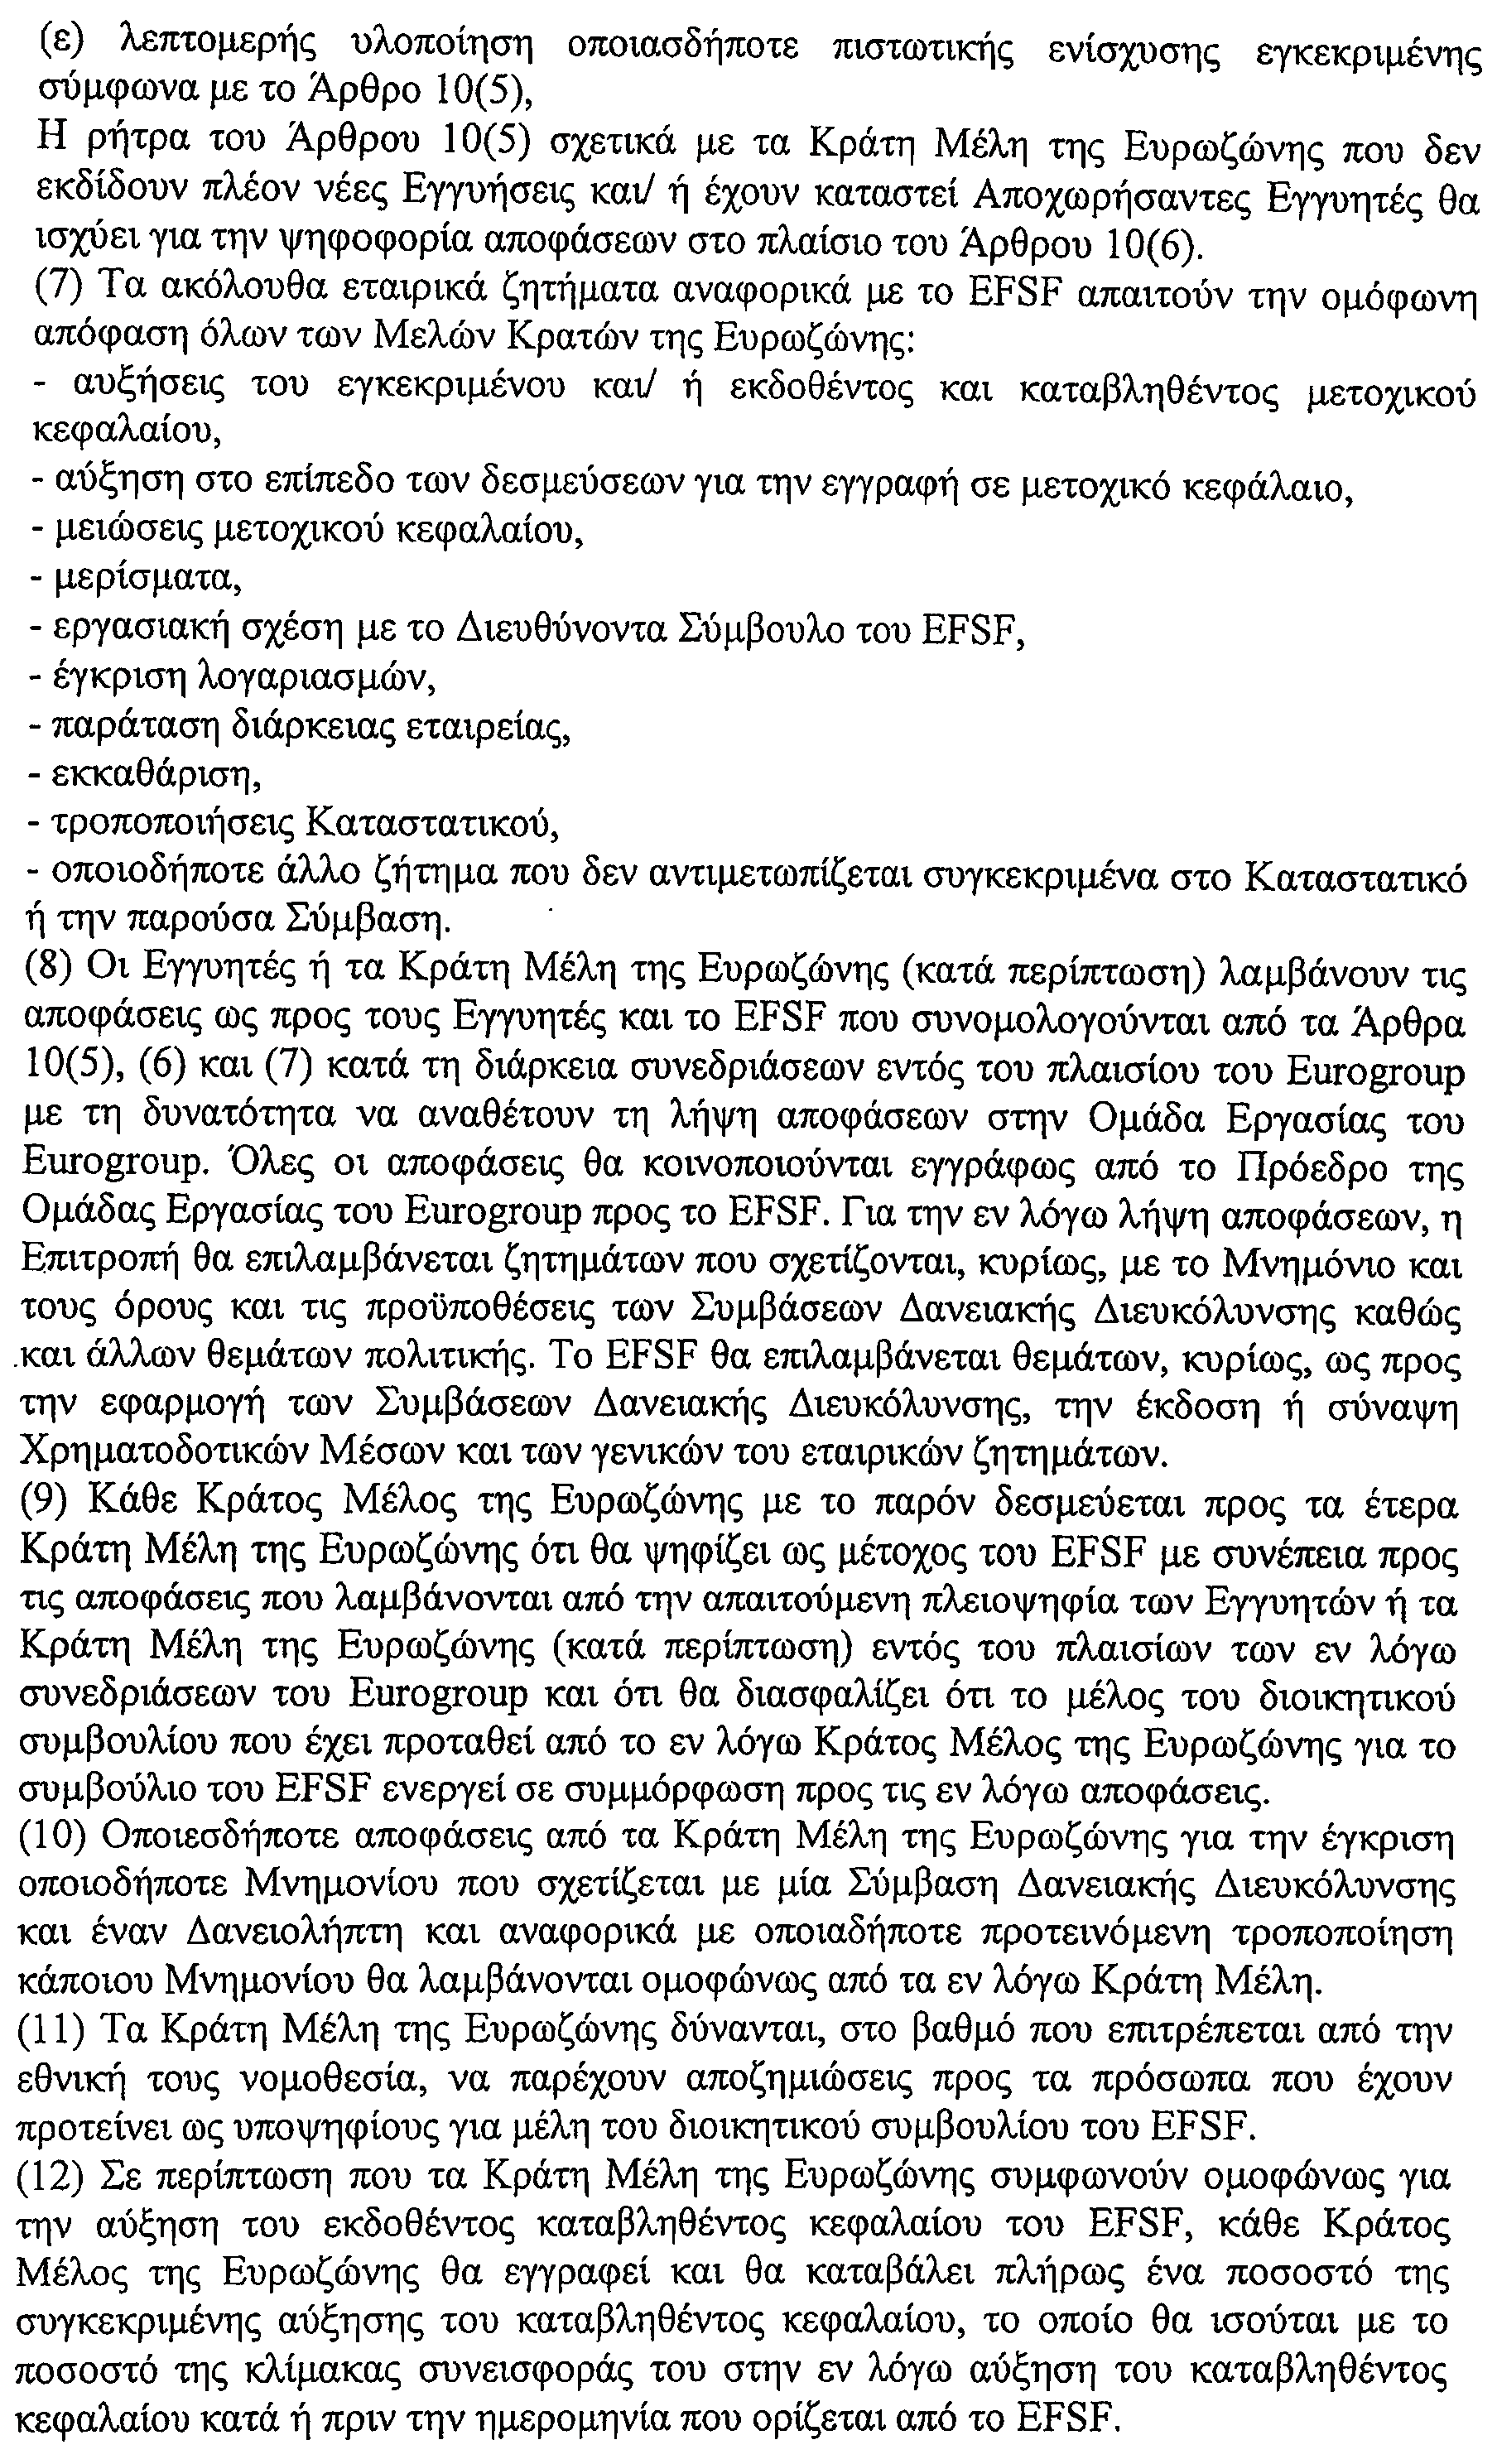 (ε) λεπτομερής υλοποίηση οποιασδήποτε πιστωτικής ενίσχυσης εγκεκριμένης
σύμφωνα με το Άρθρο 10(5),
Η ρήτρα του Άρθρου 10(5) σχετικά με τα Κράτη Μέλη της Ευρωζώνης που δεν
εκδίδουν πλέον νέες Εγγυήσεις και/ ή έχουν καταστεί Αποχωρήσαντες Εγγυητές θα
ισχύει για την ψηφοφορία αποφάσεων στο πλαίσιο του Άρθρου 10(6).
(7) Τα ακόλουθα εταιρικά ζητήματα αναφορικά με το EFSF απαιτούν την ομόφωνη
απόφαση όλων των Μελών Κρατών της Ευρωζώνης:
- αυξήσεις του εγκεκριμένου και/ ή εκδοθέντος και καταβληθέντος μετοχικού
κεφαλαίου,
- αύξηση στο επίπεδο των δεσμεύσεων για την εγγραφή σε μετοχικό κεφάλαιο,
- μειώσεις μετοχικού κεφαλαίου,
- μερίσματα,
- εργασιακή σχέση με το Διευθύνοντα Σύμβουλο του EFSF,
- έγκριση λογαριασμών,
- παράταση διάρκειας εταιρείας,
- εκκαθάριση,
- τροποποιήσεις Καταστατικού,
- οποιοδήποτε άλλο ζήτημα που δεν αντιμετωπίζεται συγκεκριμένα στο Καταστατικό
ή την παρούσα Σύμβαση.
(8) Οι Εγγυητές ή τα Κράτη Μέλη της Ευρωζώνης (κατά περίπτωση) λαμβάνουν τις
αποφάσεις ως προς τους Εγγυητές και το EFSF που συνομολογούνται από τα Άρθρα
10(5), (6) και (7) κατά τη διάρκεια συνεδριάσεων εντός του πλαισίου του Eurogroup
με τη δυνατότητα να αναθέτουν τη λήψη αποφάσεων στην Ομάδα Εργασίας του
Eurogroup. Όλες οι αποφάσεις θα κοινοποιούνται εγγράφως από το Πρόεδρο της
Ομάδας Εργασίας του Eurogroup προς το EFSF. Για την εν λόγω λήψη αποφάσεων, η
Επιτροπή θα επιλαμβάνεται ζητημάτων που σχετίζονται, κυρίως, με το Μνημόνιο και
τους όρους και τις προϋποθέσεις των Συμβάσεων Δανειακής Διευκόλυνσης καθώς
και άλλων θεμάτων πολιτικής. Το EFSF θα επιλαμβάνεται θεμάτων, κυρίως, ως προς
την εφαρμογή των Συμβάσεων Δανειακής Διευκόλυνσης, την έκδοση ή σύναψη
Χρηματοδοτικών Μέσων και των γενικών του εταιρικών ζητημάτων.
(9) Κάθε Κράτος Μέλος της Ευρωζώνης με το παρόν δεσμεύεται προς τα έτερα
Κράτη Μέλη της Ευρωζώνης ότι θα ψηφίζει ως μέτοχος του EFSF με συνέπεια προς
τις αποφάσεις που λαμβάνονται από την απαιτούμενη πλειοψηφία των Εγγυητών ή τα
Κράτη Μέλη της Ευρωζώνης (κατά περίπτωση) εντός του πλαισίων των εν λόγω
συνεδριάσεων του Eurogroup και ότι θα διασφαλίζει ότι το μέλος του διοικητικού
συμβουλίου που έχει προταθεί από το εν λόγω Κράτος Μέλος της Ευρωζώνης για το
συμβούλιο του EFSF ενεργεί σε συμμόρφωση προς τις εν λόγω αποφάσεις.
(10) Οποιεσδήποτε αποφάσεις από τα Κράτη Μέλη της Ευρωζώνης για την έγκριση
οποιοδήποτε Μνημονίου που σχετίζεται με μία Σύμβαση Δανειακής Διευκόλυνσης
και έναν Δανειολήπτη και αναφορικά με οποιαδήποτε προτεινόμενη τροποποίηση
κάποιου Μνημονίου θα λαμβάνονται ομοφώνως από τα εν λόγω Κράτη Μέλη.
(11) Τα Κράτη Μέλη της Ευρωζώνης δύνανται, στο βαθμό που επιτρέπεται από την
εθνική τους νομοθεσία, να παρέχουν αποζημιώσεις προς τα πρόσωπα που έχουν
προτείνει ως υποψηφίους για μέλη του διοικητικού συμβουλίου του EFSF.
(12) Σε περίπτωση που τα Κράτη Μέλη της Ευρωζώνης συμφωνούν ομοφώνως για
την αύξηση του εκδοθέντος καταβληθέντος κεφαλαίου του EFSF, κάθε Κράτος
Μέλος της Ευρωζώνης θα εγγραφεί και θα καταβάλει πλήρως ένα ποσοστό της
συγκεκριμένης αύξησης του καταβληθέντος κεφαλαίου, το οποίο θα ισούται με το
ποσοστό της κλίμακας συνεισφοράς του στην εν λόγω αύξηση του καταβληθέντος
κεφαλαίου κατά ή πριν την ημερομηνία που ορίζεται από το EFSF.